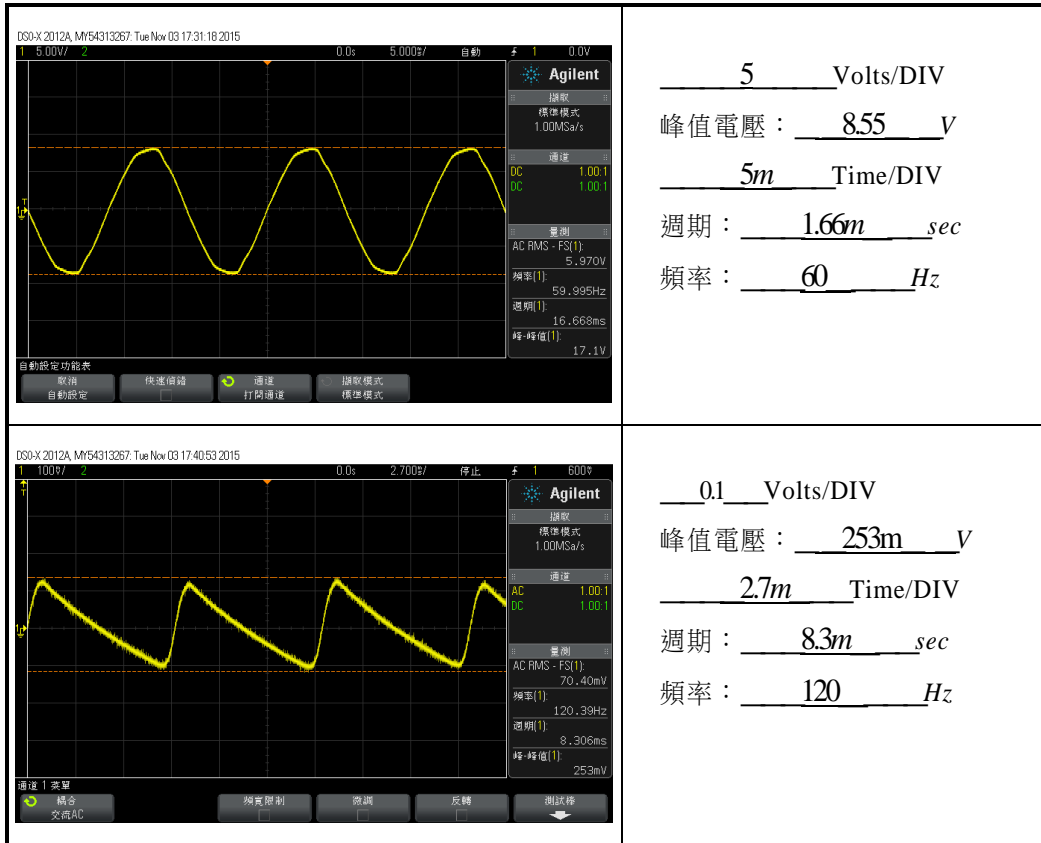 DSO-X 2012A, MY54313267: Tue Nov 03 17:31:18 2015
1 5.00V/ 2 0.0s 5.000ms/ 自動 1 0.0V
Agilent
擷取
標準模式
1.00MSa/s
通道
DC 1.00:1
DC 1.00:1
量測
AC RMS - FS(1):
5.970V
頻率(1):
59.995Hz
週期(1):
16.668ms
峰-峰值(1):
17.1V
自動設定功能表
取消
自動設定
快速偵錯
通道
打開通道
擷取模式
標準模式
5 Volts/DIV
峰值電壓：8.55 V
5m Time/DIV
週期：1.66m sec
頻率：60 Hz
DSO-X 2012A, MY54313267: Tue Nov 03 17:40:53 2015
1 100mV/ 2 0.0s 2.700ms/ 停止 1 600mV
Agilent
擷取
標準模式
1.00MSa/s
通道
AC 1.00:1
DC 1.00:1
量測
AC RMS - FS(1):
70.40mV
頻率(1):
120.39Hz
週期(1):
8.306ms
峰-峰值(1):
253mV
通道 1 英單
耦合
交流AC
頻寬限制
微調
反轉
測試棒
0.1 Volts/DIV
峰值電壓：253m V
2.7m Time/DIV
週期：8.3m sec
頻率：120 Hz